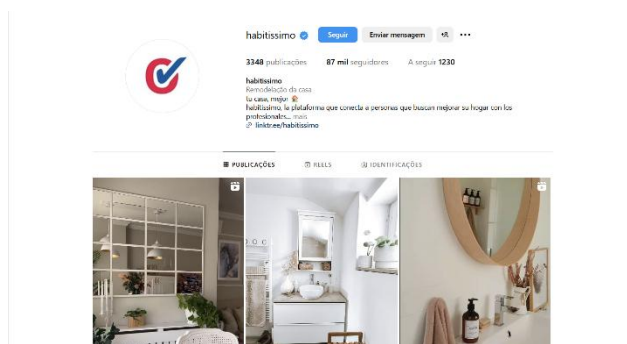 habitissimo Seguir Enviar mensagem
3348 publicações 87 mil seguidores A seguir 1230
habitissimo
Remodelação da casa
tu casa, mejor
habitissimo, la plataforma que conecta a personas que buscan mejorar su hogar con los
profesionales... mais
linktr.ee/habitissimo
PUBLICAÇÕES REELS IDENTIFICAÇÕES